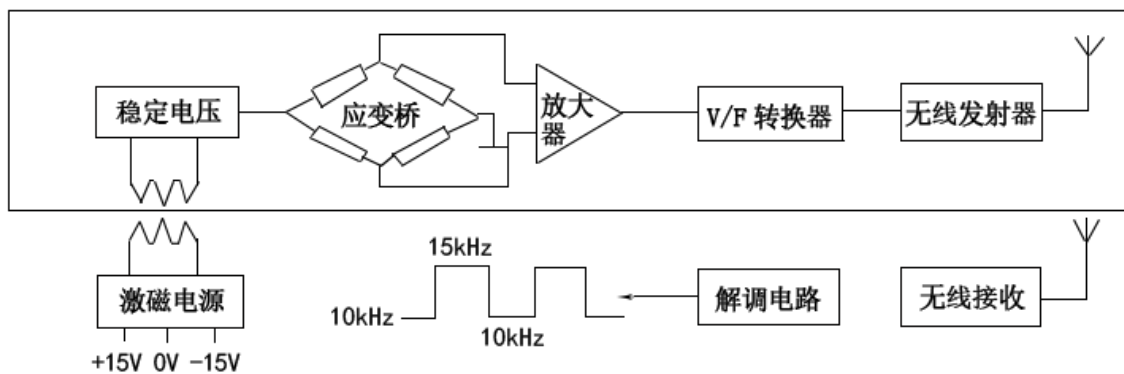 稳定电压
应变桥
放大
器
V/F 转换器
无线发射器
激磁电源
+15V 0V -15V
10kHz
15kHz
10kHz
解调电路
无线接收